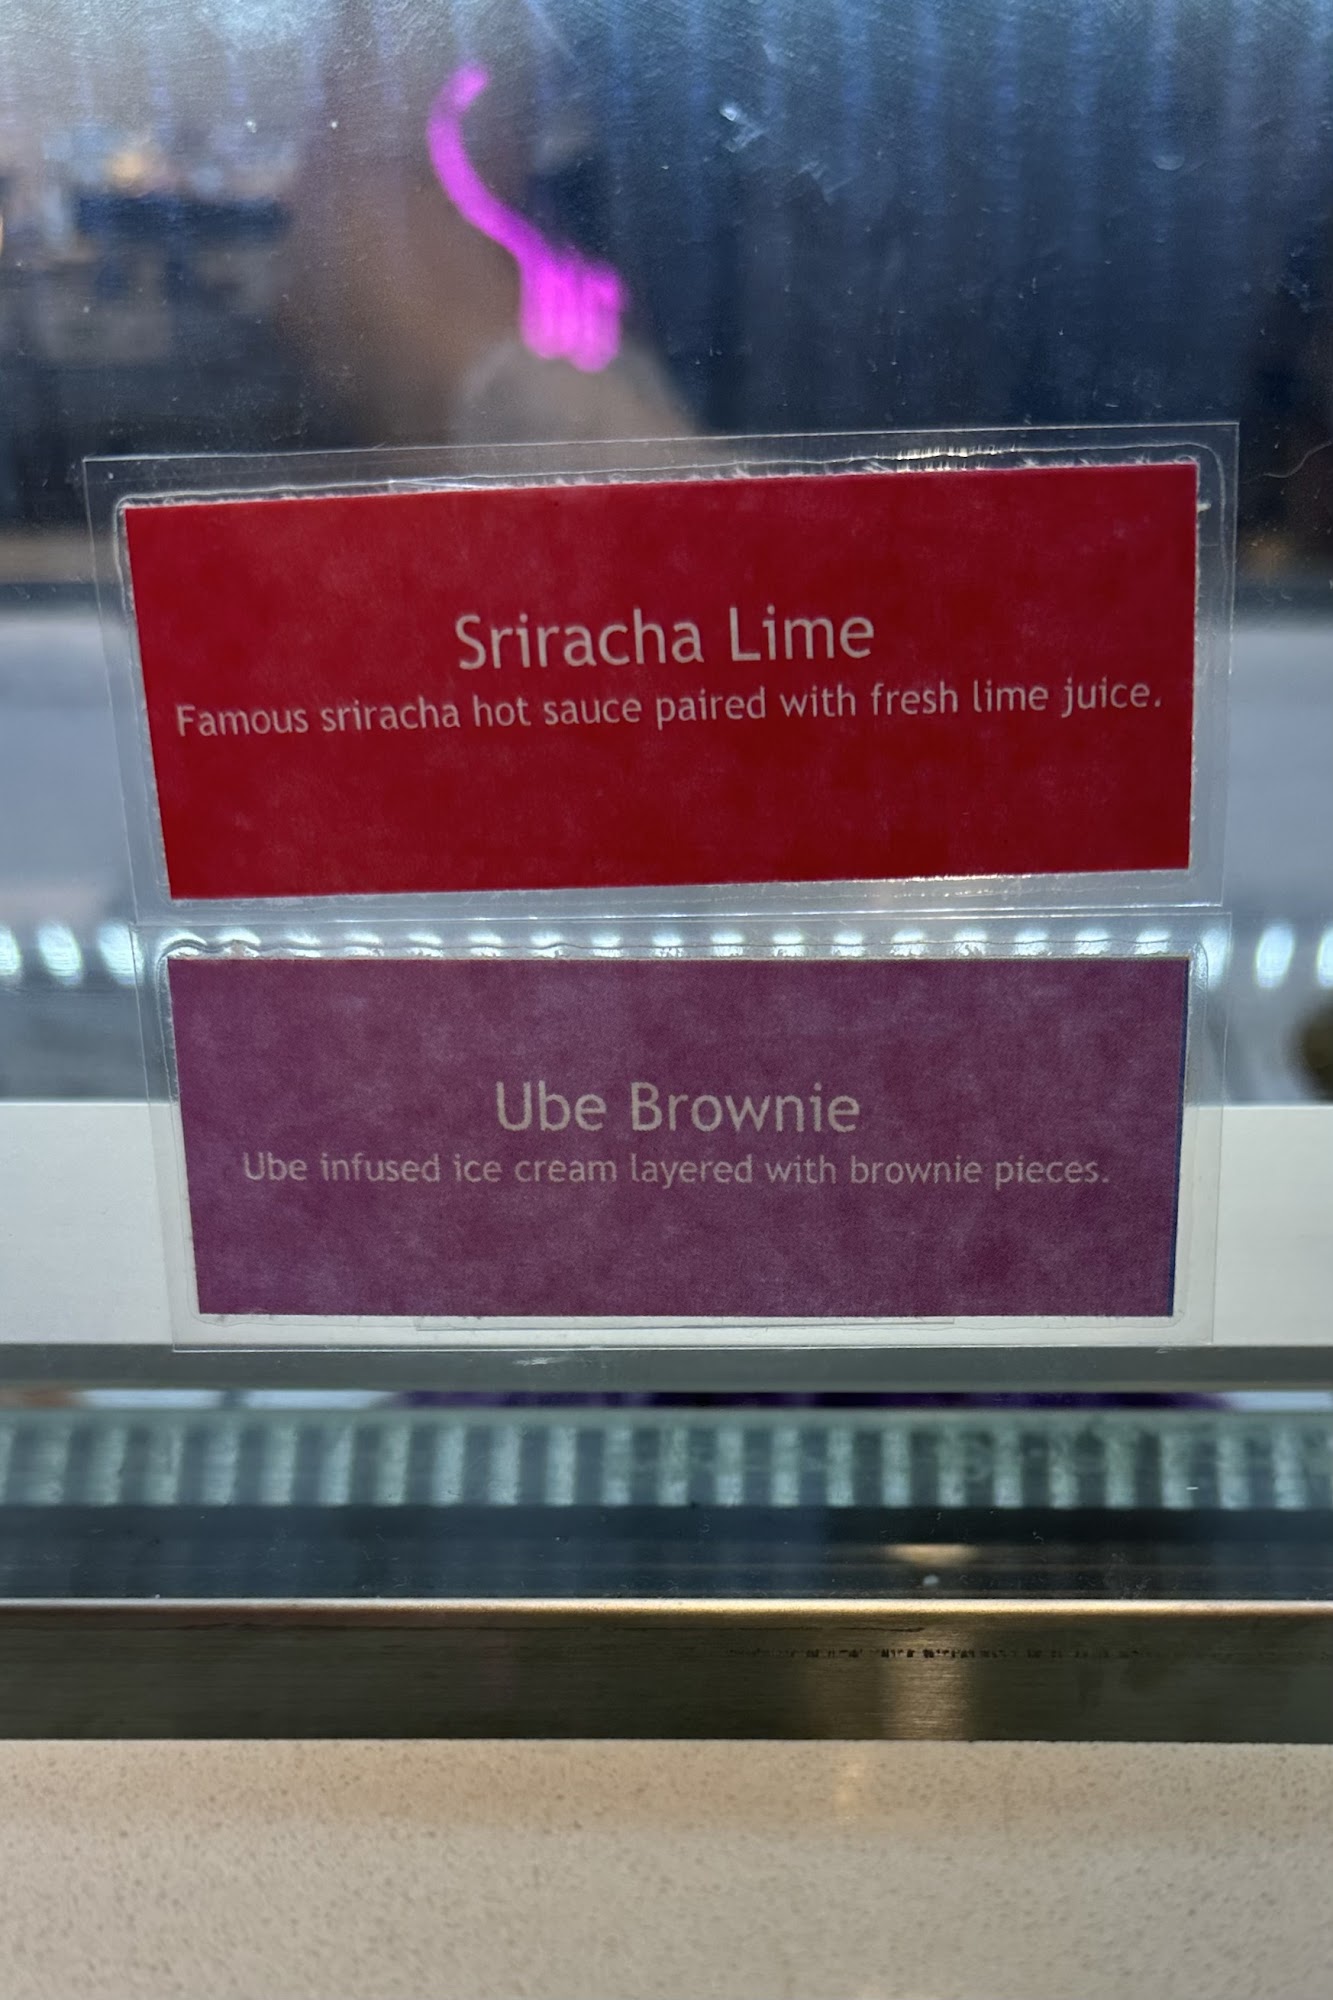 Sriracha Lime
Famous sriracha hot sauce paired with fresh lime juice.
Ube Brownie
Ube infused ice cream layered with brownie pieces.